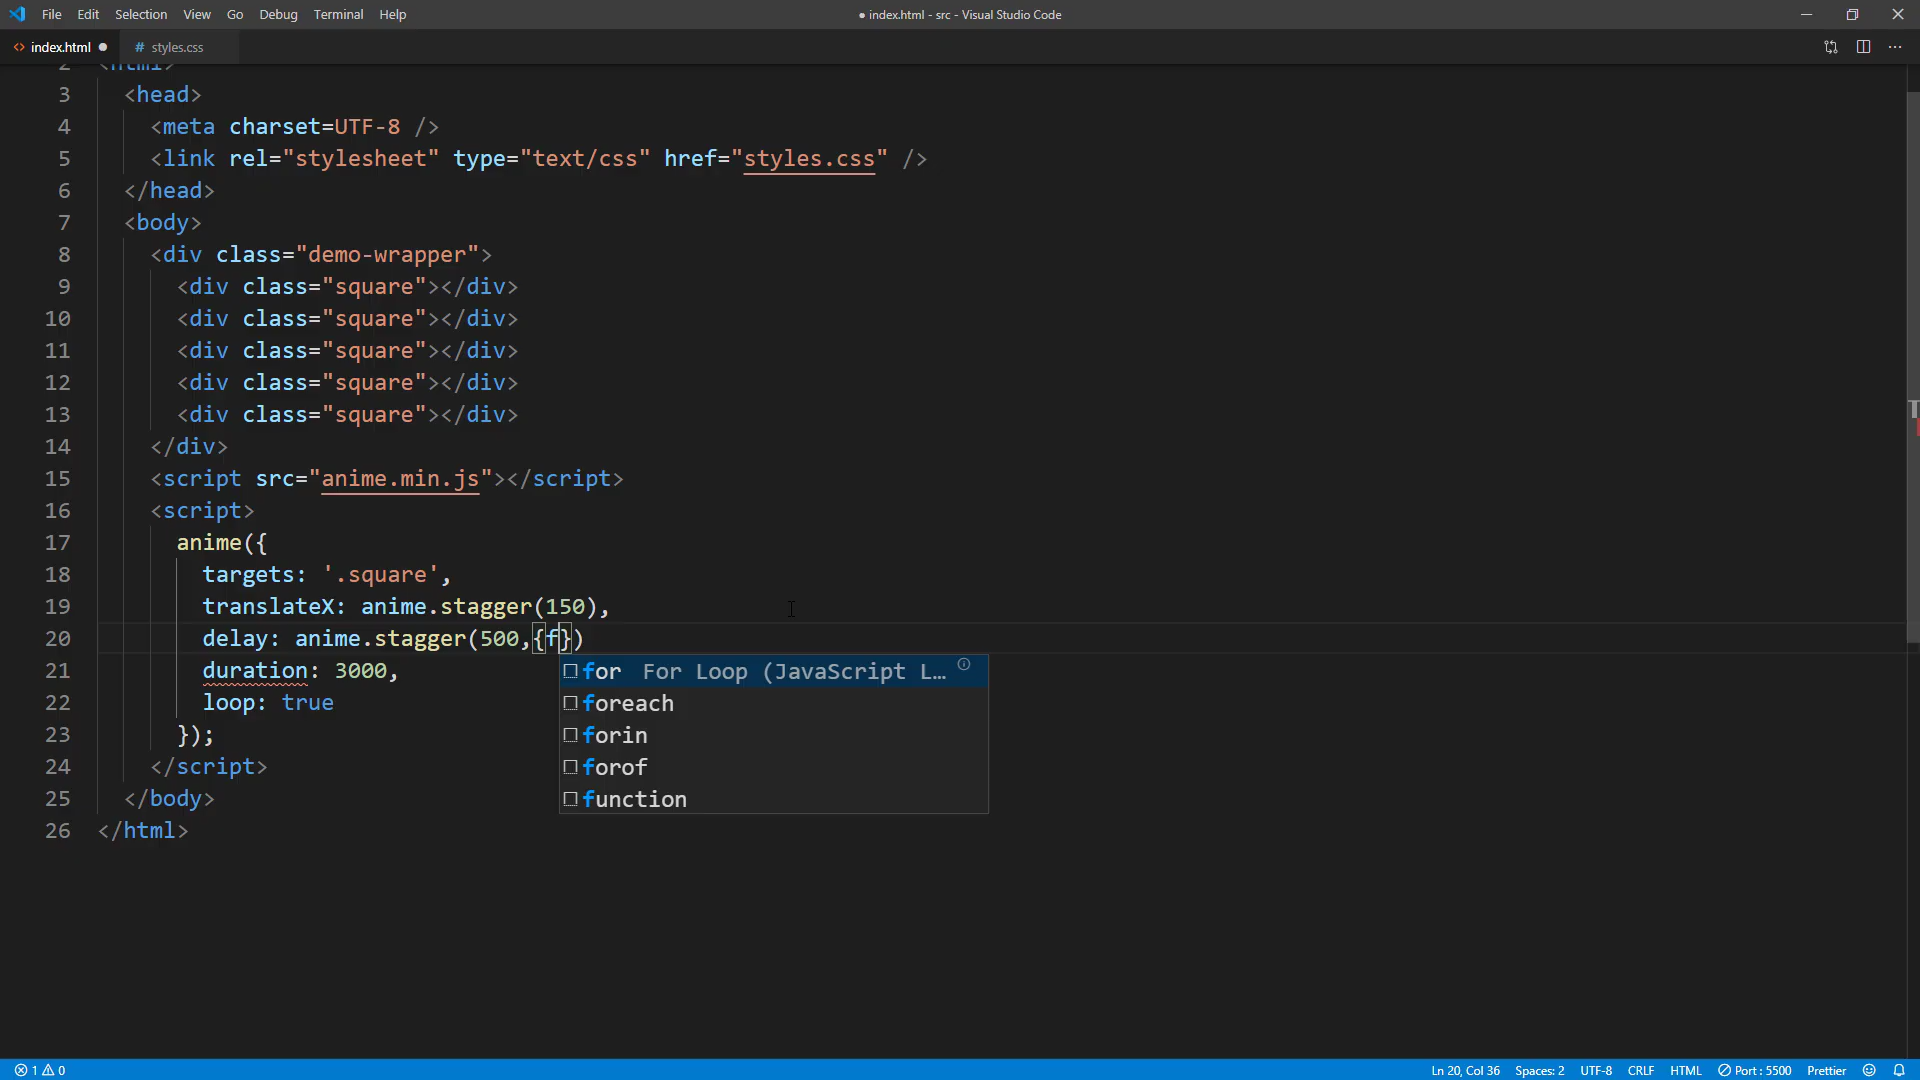 File Edit Selection View Go Debug Terminal Help
● index.html - src - Visual Studio Code
<> index.html ● # styles.css
2 <html>
3 <head>
4 <meta charset=UTF-8 />
5 <link rel="stylesheet" type="text/css" href="styles.css" />
6 </head>
7 <body>
8 <div class="demo-wrapper">
9 <div class="square"></div>
10 <div class="square"></div>
11 <div class="square"></div>
12 <div class="square"></div>
13 <div class="square"></div>
14 </div>
15 <script src="anime.min.js"></script>
16 <script>
17 anime({
18 targets: '.square',
19 translateX: anime.stagger(150),
20 delay: anime.stagger(500,{f})
21 duration: 3000,
22 loop: true
23 });
24 </script>
25 </body>
26 </html>
for For Loop (JavaScript L…
foreach
forin
forof
function
1 0
Ln 20, Col 36 Spaces: 2 UTF-8 CRLF HTML Port : 5500 Prettier